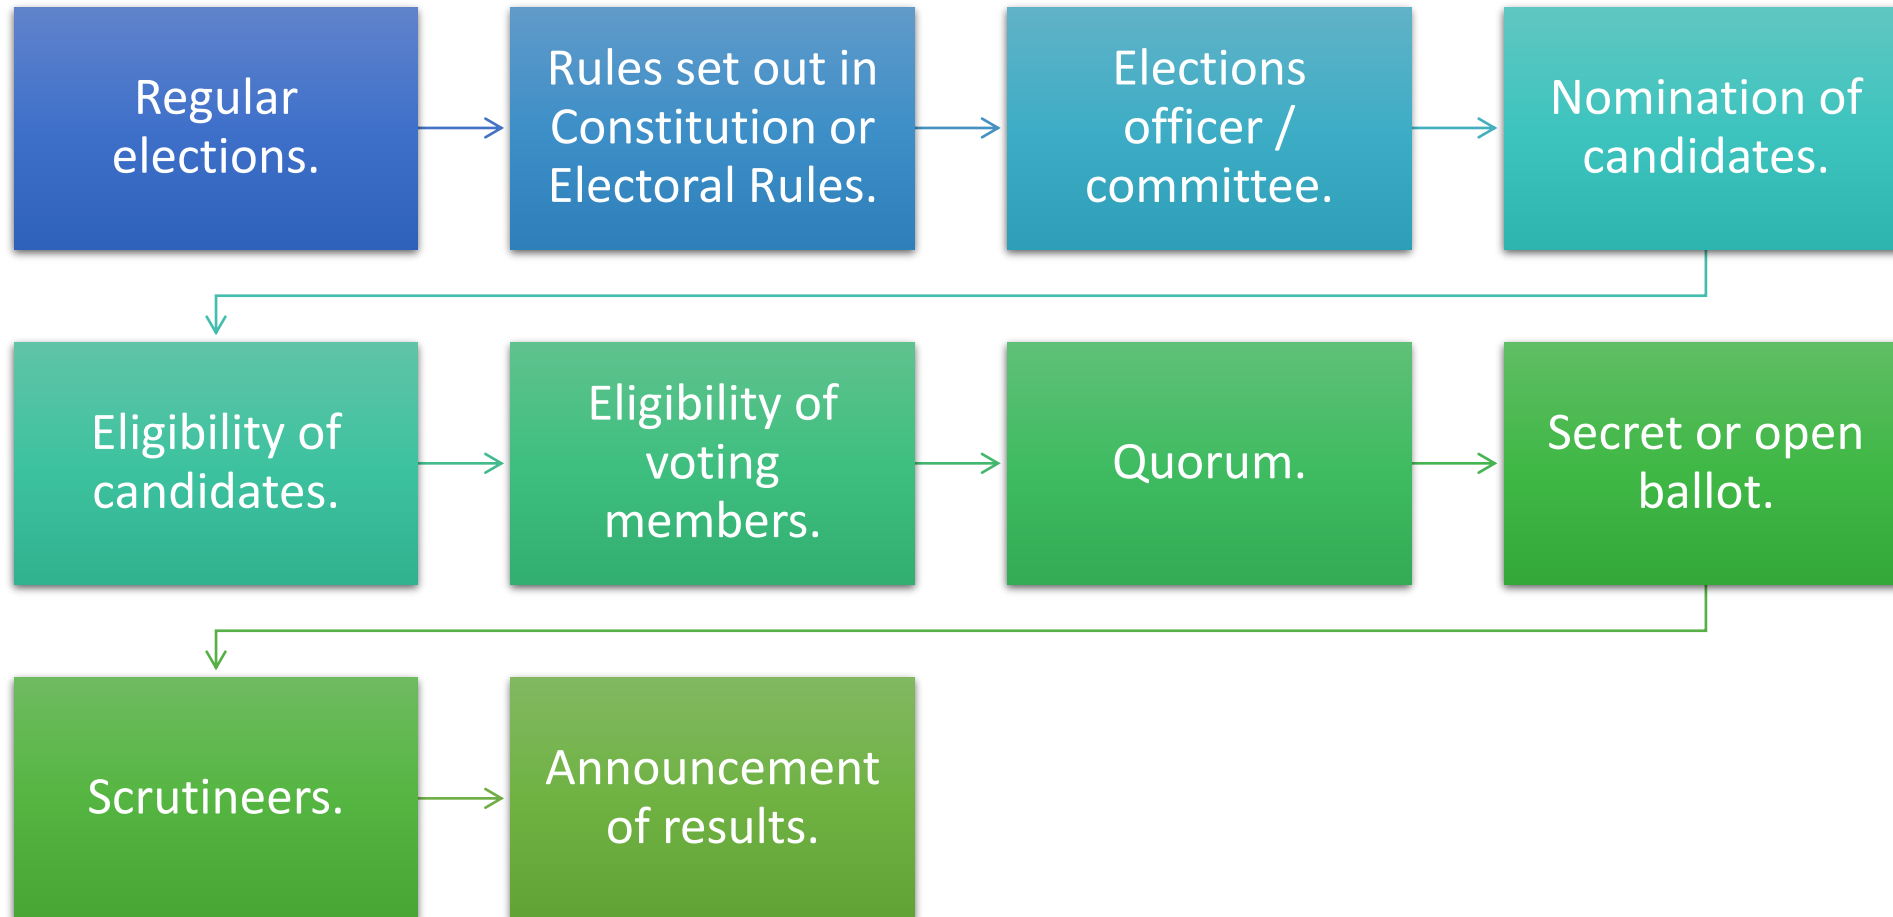 Regular
elections.
Rules set out in
Constitution or
Electoral Rules.
Elections
officer /
committee.
Nomination of
candidates.
Eligibility of
candidates.
Eligibility of
voting
members.
Quorum.
Secret or open
ballot.
Scrutineers.
Announcement
of results.